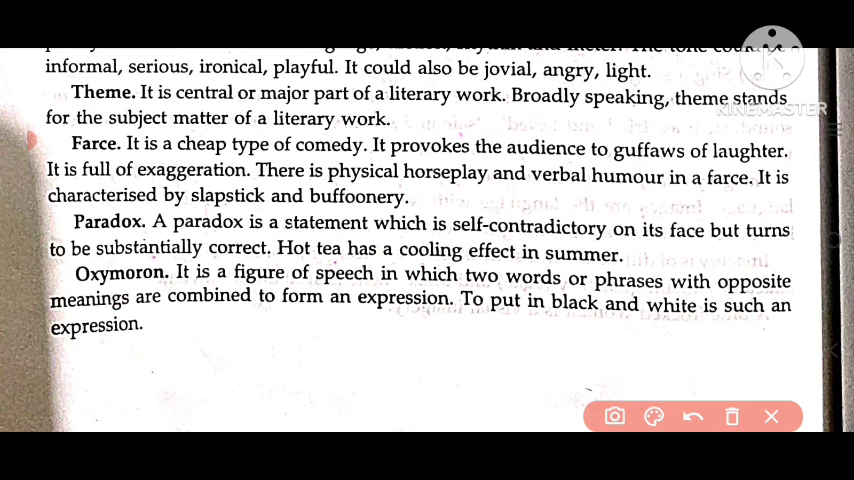 informal, serious, ironical, playful. It could also be jovial, angry, light.
Theme. It is central or major part of a literary work. Broadly speaking, theme stands
for the subject matter of a literary work.
Farce. It is a cheap type of comedy. It provokes the audience to guffaws of laughter.
It is full of exaggeration. There is physical horseplay and verbal humour in a farce. It is
characterised by slapstick and buffoonery.
Paradox. A paradox is a statement which is self-contradictory on its face but turns
to be substantially correct. Hot tea has a cooling effect in summer.
Oxymoron. It is a figure of speech in which two words or phrases with opposite
meanings are combined to form an expression. To put in black and white is such an
expression.
KINEMASTER